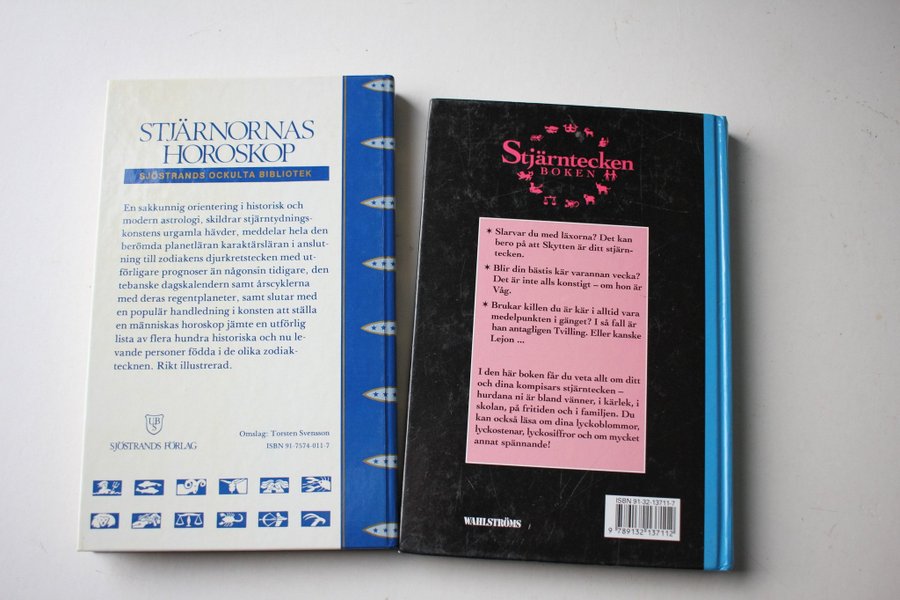 STJÄRNORNAS
HOROSKOP
SJÖSTRANDS OCKULTA BIBLIOTEK
En sakkunnig orientering i historisk och
modern astrologi, skildrar stjärntydnings-
konstens urgamla hävder, meddelar hela den
berömda planetläran karaktärsläran i anslut-
ning till zodiakens djurkretstecken med ut-
förligare prognoser än någonsin tidigare, den
tebanske dagskalendern samt årscyklerna
med deras regentplaneter, samt slutar med
en populär handledning i konsten att ställa
en människas horoskop jämte en utförlig
lista av flera hundra historiska och nu le-
vande personer födda i de olika zodiak-
tecknen. Rikt illustrerad.
UB
SJÖSTRANDS FÖRLAG
Omslag: Torsten Svensson
ISBN 91-7574-011-7
Stjärntecken
BOKEN
* Slarvar du med läxorna? Det kan
bero på att Skytten är ditt stjärn-
tecken.
* Blir din bästis kär varannan vecka?
Det är inte alls konstigt – om hon är
Våg.
* Brukar killen du är kär i alltid vara
medelpunkten i gänget? I så fall är
han antagligen Tvilling. Eller kanske
Lejon ...
I den här boken får du veta allt om ditt
och dina kompisars stjärntecken –
hurdana ni är bland vänner, i kärlek, i
skolan, på fritiden och i familjen. Du
kan också läsa om dina lyckoblommor,
lyckostenar, lyckosiffror och om mycket
annat spännande!
WAHLSTRÖMS
ISBN 91-32-13711-7
9 789132 137112